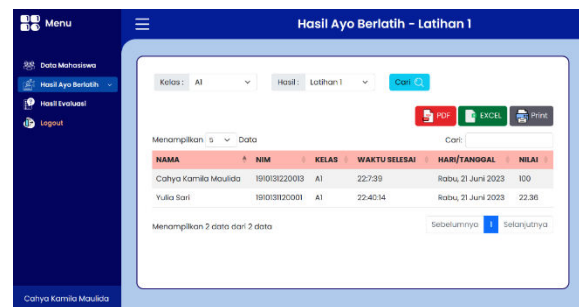 Menu
Hasil Ayo Berlatih - Latihan 1
Data Mahasiswa
Hasil Ayo Berlatih
Hasil Evaluasi
Logout
Kelas : A1 Hasil : Latihan 1 Cari
PDF EXCEL Print
Menampilkan 5 Data Cari:
NAMA NIM KELAS WAKTU SELESAI HARI/TANGGAL NILAI
Cahya Kamila Maulida 1910131220013 A1 22:7:39 Rabu, 21 Juni 2023 100
Yulia Sari 1910131120001 A1 22:40:14 Rabu, 21 Juni 2023 22.36
Menampilkan 2 data dari 2 data Sebelumnya 1 Selanjutnya
Cahya Kamila Maulida